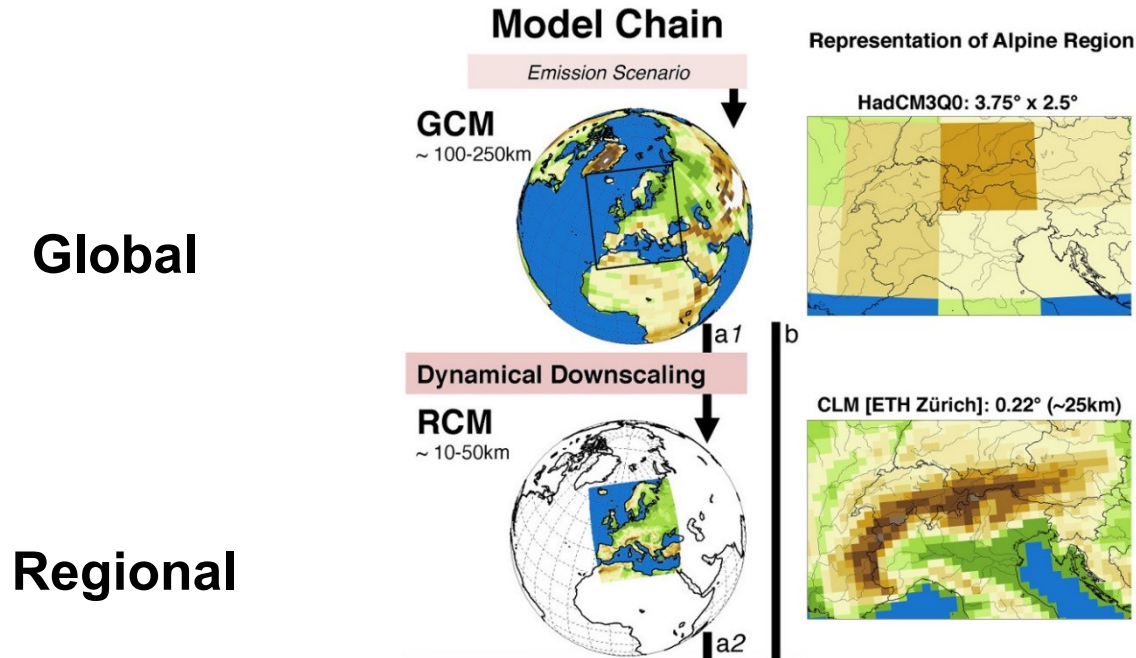 Model Chain
Emission Scenario
Representation of Alpine Region
GCM
~ 100-250km
HadCM3Q0: 3.75° x 2.5°
Global
a1
b
Dynamical Downscaling
RCM
~ 10-50km
CLM [ETH Zürich]: 0.22° (~25km)
Regional
a2